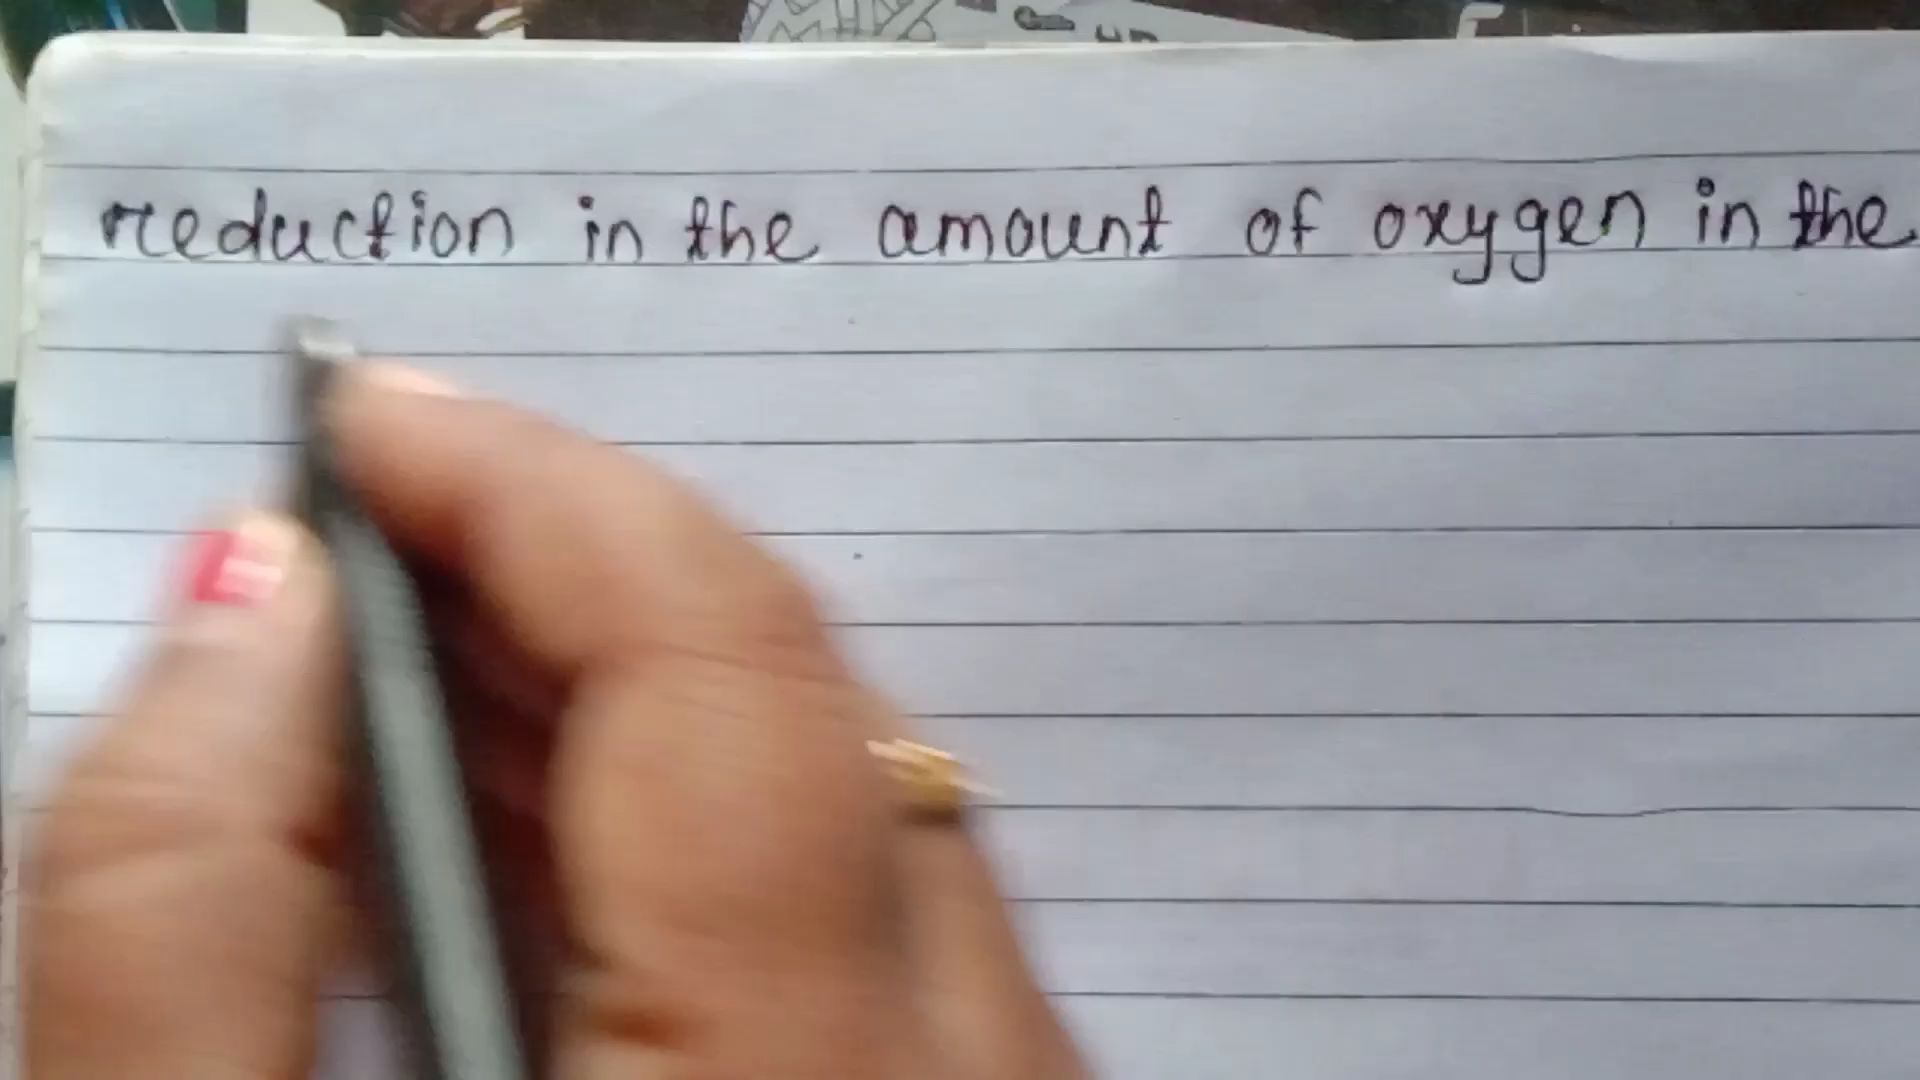 reduction in the amount of oxygen in the